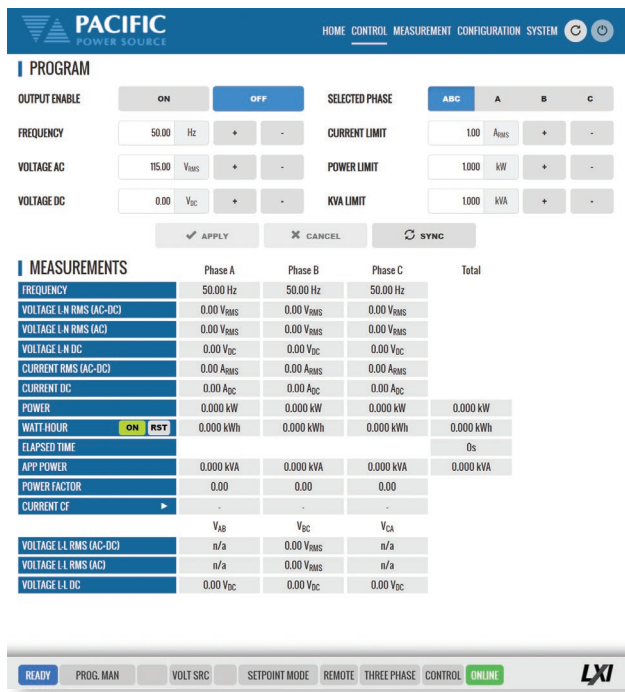 PACIFIC
POWER SOURCE
HOME CONTROL MEASUREMENT CONFIGURATION SYSTEM
PROGRAM
OUTPUT ENABLE ON OFF SELECTED PHASE ABC A B C
FREQUENCY 50.00 Hz + - CURRENT LIMIT 1.00 ARMS + -
VOLTAGE AC 115.00 VRMS + - POWER LIMIT 1.000 kW + -
VOLTAGE DC 0.00 VDC + - KVA LIMIT 1.000 kVA + -
APPLY CANCEL SYNC
MEASUREMENTS Phase A Phase B Phase C Total
FREQUENCY 50.00 Hz 50.00 Hz 50.00 Hz
VOLTAGE L-N RMS (AC-DC) 0.00 VRMS 0.00 VRMS 0.00 VRMS
VOLTAGE L-N RMS (AC) 0.00 VRMS 0.00 VRMS 0.00 VRMS
VOLTAGE L-N DC 0.00 VDC 0.00 VDC 0.00 VDC
CURRENT RMS (AC-DC) 0.00 ARMS 0.00 ARMS 0.00 ARMS
CURRENT DC 0.00 ADC 0.00 ADC 0.00 ADC
POWER 0.000 kW 0.000 kW 0.000 kW 0.000 kW
WATT HOUR ON RST 0.000 kWh 0.000 kWh 0.000 kWh 0.000 kWh
ELAPSED TIME 0s
APP POWER 0.000 kVA 0.000 kVA 0.000 kVA 0.000 kVA
POWER FACTOR 0.00 0.00 0.00
CURRENT CF - - -
VAB VBC VCA
VOLTAGE L-L RMS (AC-DC) n/a 0.00 VRMS n/a
VOLTAGE L-L RMS (AC) n/a 0.00 VRMS n/a
VOLTAGE L-L DC 0.00 VDC 0.00 VDC 0.00 VDC
READY PROG. MAN VOLT SRC SETPOINT MODE REMOTE THREE PHASE CONTROL ONLINE LXI